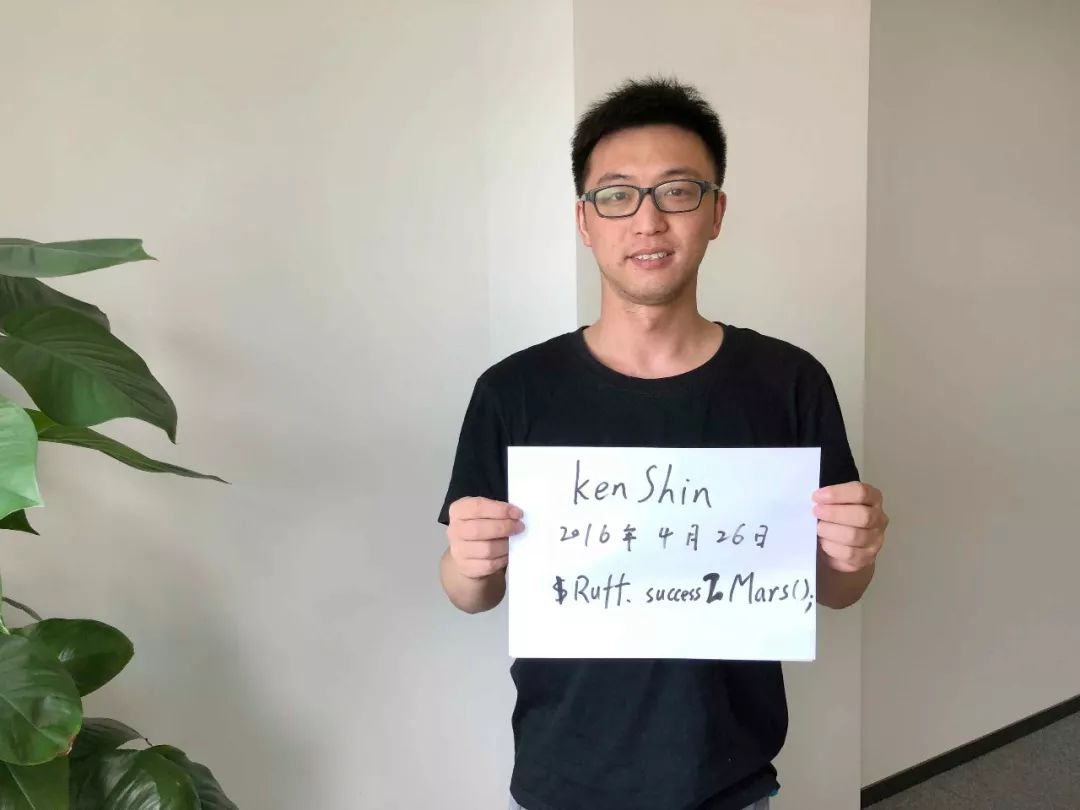 ken Shin
2016年 4月 26日
$Ruff. success2Mars();